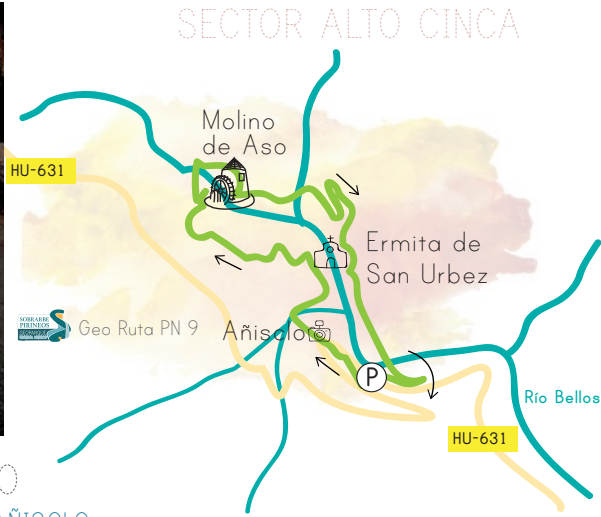 SECTOR ALTO CINCA
Molino
de Aso
HU-631
Ermita de
San Urbez
SOBRARBE
PIRINEOS
Geo Ruta PN 9
Añisclo
P
Río Bellos
HU-631